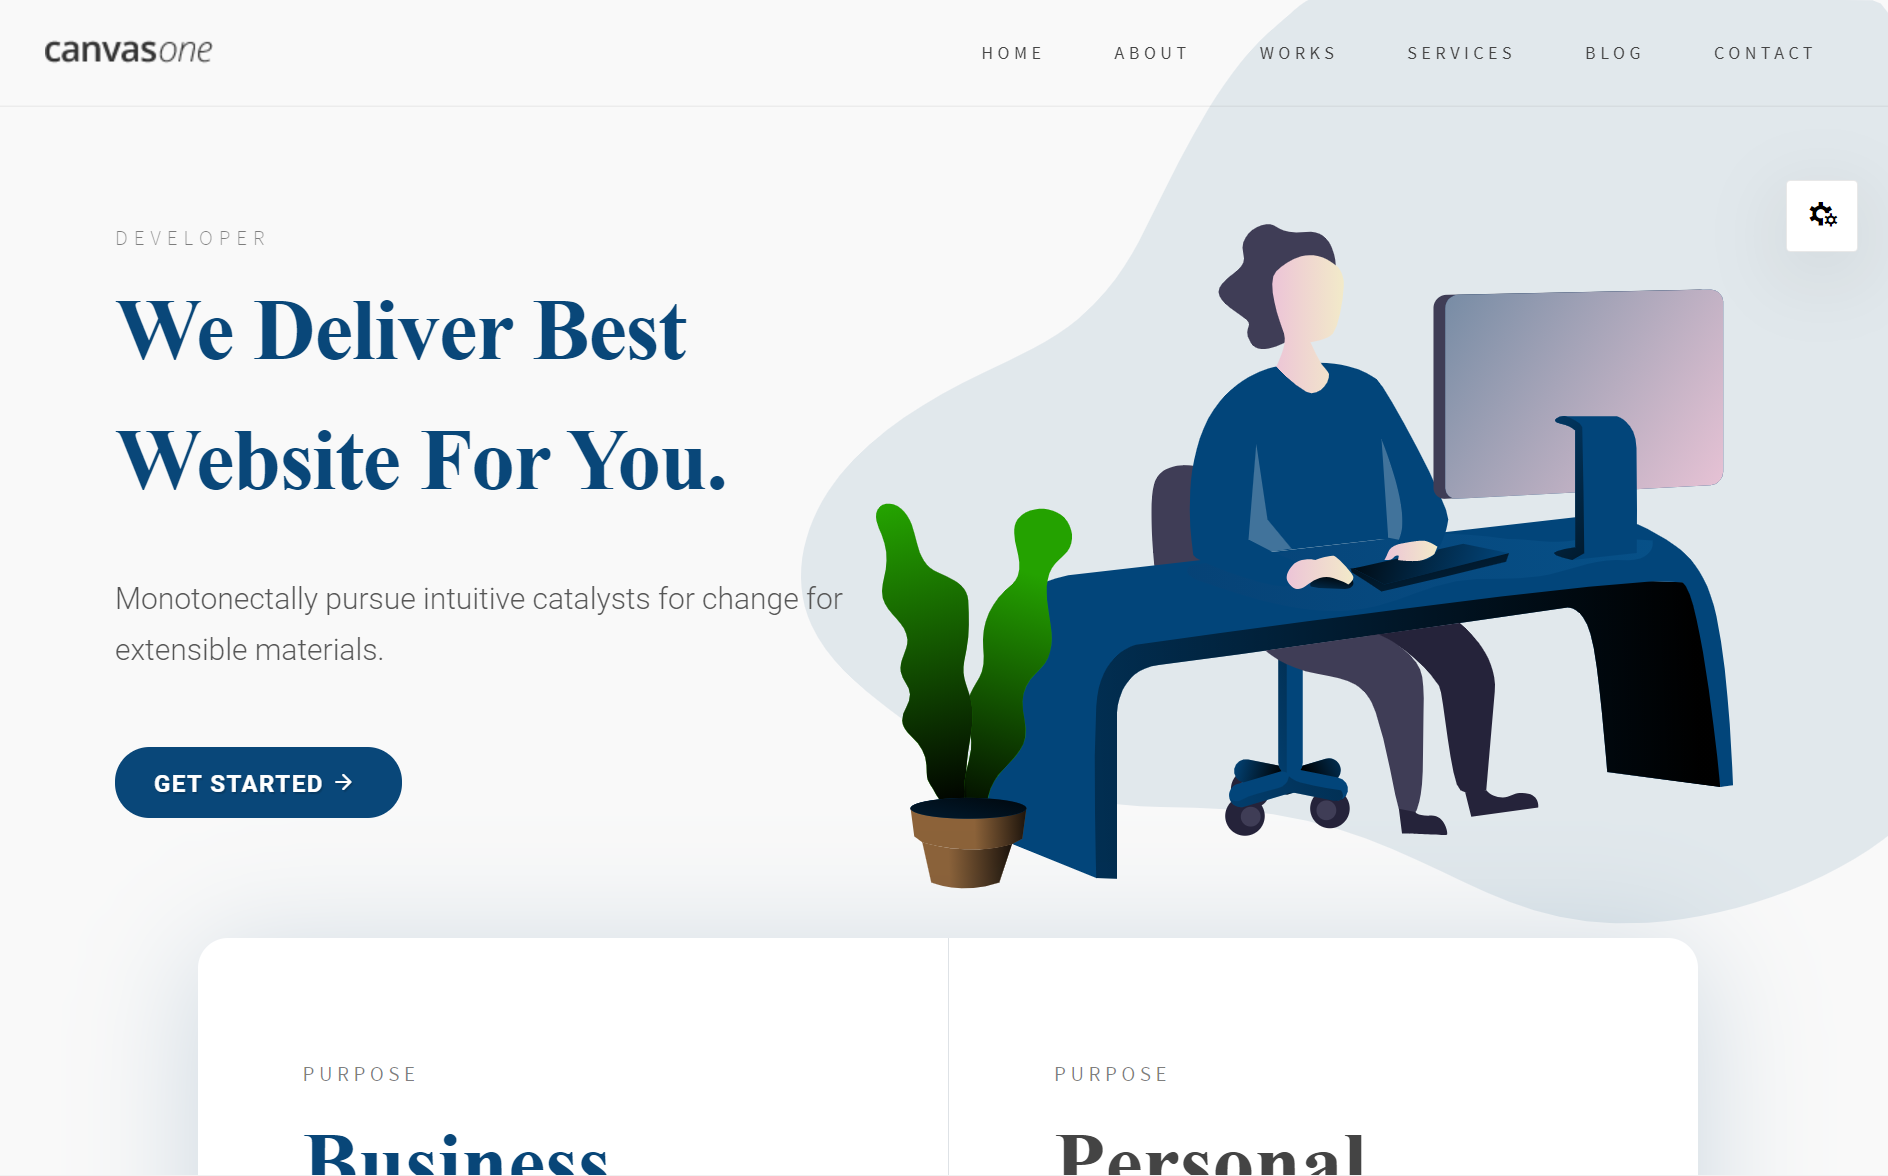 canvasone
HOME ABOUT WORKS SERVICES BLOG CONTACT
DEVELOPER
We Deliver Best
Website For You.
Monotonectally pursue intuitive catalysts for change for
extensible materials.
GET STARTED
PURPOSE
Business
PURPOSE
Personal